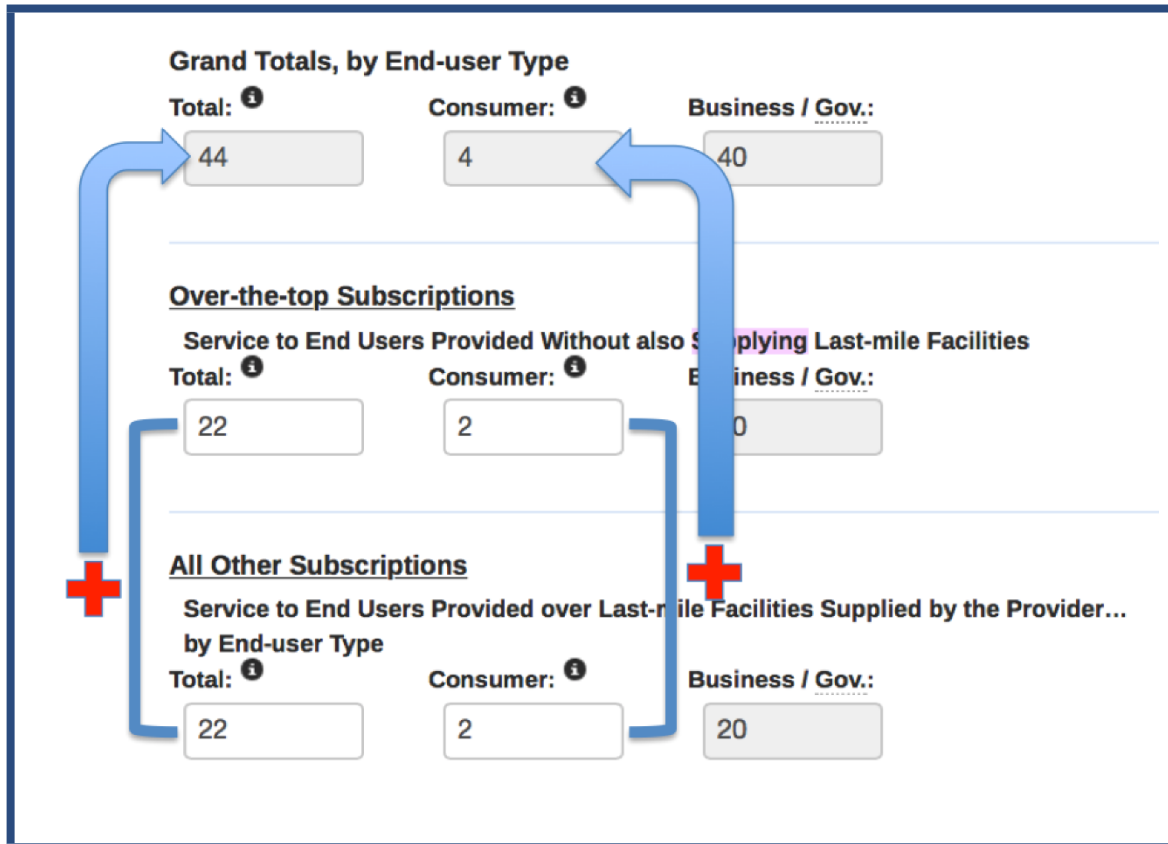 Grand Totals, by End-user Type
Total: Consumer: Business / Gov.:
44 4 40
Over-the-top Subscriptions
Service to End Users Provided Without also Supplying Last-mile Facilities
Total: Consumer: Business / Gov.:
22 2
All Other Subscriptions
Service to End Users Provided over Last-mile Facilities Supplied by the Provider...
by End-user Type
Total: Consumer: Business / Gov.:
22 2 20